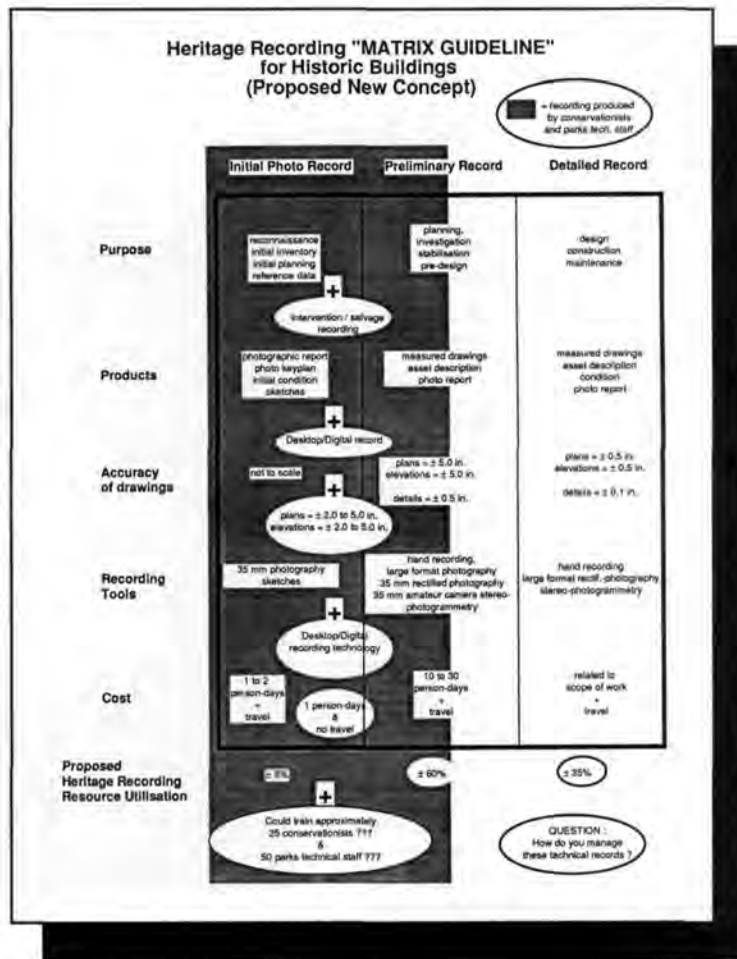 Heritage Recording "MATRIX GUIDELINE"
for Historic Buildings
(Proposed New Concept)
= recording produced
by conservationists
and parks tech. staff
Initial Photo Record
Preliminary Record
Detailed Record
Purpose
reconnaissance
initial inventory
initial planning
reference data
+
intervention / salvage
recording
planning,
investigation
stabilisation
pre-design
design
construction
maintenance
Products
photographic report
photo keyplan
initial condition
sketches
+
Desktop/Digital record
measured drawings
asset description
photo report
measured drawings
asset description
condition
photo report
Accuracy
of drawings
not to scale
+
plans = ± 2.0 to 5.0 in.
elevations = ± 2.0 to 5.0 in.
plans = ± 5.0 in.
elevations = ± 5.0 in.
details = ± 0.5 in.
plans = ± 0.5 in.
elevations = ± 0.5 in.
details = ± 0.1 in.
Recording
Tools
35 mm photography
sketches
+
Desktop/Digital
recording technology
hand recording,
large format photography
35 mm rectified photography
35 mm amateur camera stereo-
photogrammetry
hand recording
large format rectif.-photography
stereo-photogrammetry
Cost
1 to 2
person-days
+
travel
1 person-days
&
no travel
10 to 30
person-days
+
travel
related to
scope of work
+
travel
Proposed
Heritage Recording
Resource Utilisation
± 60%
± 35%
+
Could train approximately
25 conservationists ???
&
50 parks technical staff ???
QUESTION :
How do you manage
these technical records ?